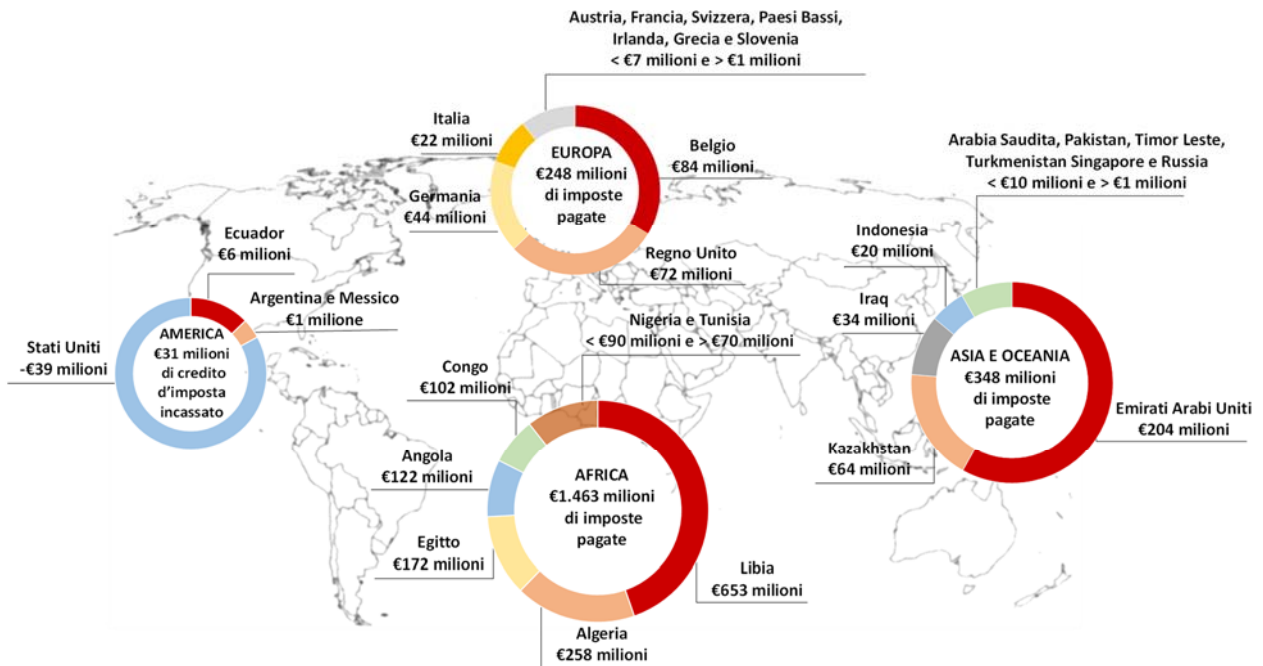 Austria, Francia, Svizzera, Paesi Bassi,
Irlanda, Grecia e Slovenia
< €7 milioni e > €1 milioni
Italia
€22 milioni
EUROPA
€248 milioni
di imposte
pagate
Belgio
€84 milioni
Germania
€44 milioni
Regno Unito
€72 milioni
Arabia Saudita, Pakistan, Timor Leste,
Turkmenistan Singapore e Russia
< €10 milioni e > €1 milioni
Indonesia
€20 milioni
Iraq
€34 milioni
ASIA E OCEANIA
€348 milioni
di imposte
pagate
Emirati Arabi Uniti
€204 milioni
Kazakhstan
€64 milioni
Ecuador
€6 milioni
Argentina e Messico
€1 milione
AMERICA
€31 milioni
di credito
d'imposta
incassato
Stati Uniti
-€39 milioni
Nigeria e Tunisia
< €90 milioni e > €70 milioni
Congo
€102 milioni
Angola
€122 milioni
AFRICA
€1.463 milioni
di imposte
pagate
Egitto
€172 milioni
Libia
€653 milioni
Algeria
€258 milioni